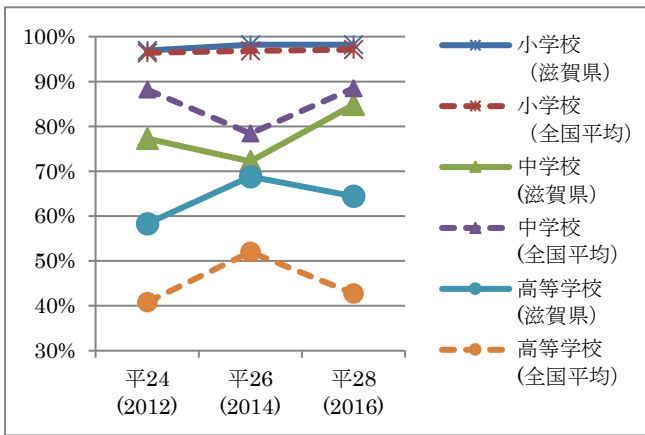 100%
90%
80%
70%
60%
50%
40%
30%
平24
(2012)
平26
(2014)
平28
(2016)
小学校
（滋賀県）
小学校
（全国平均）
中学校
(滋賀県）
中学校
(全国平均）
高等学校
(滋賀県）
高等学校
(全国平均）